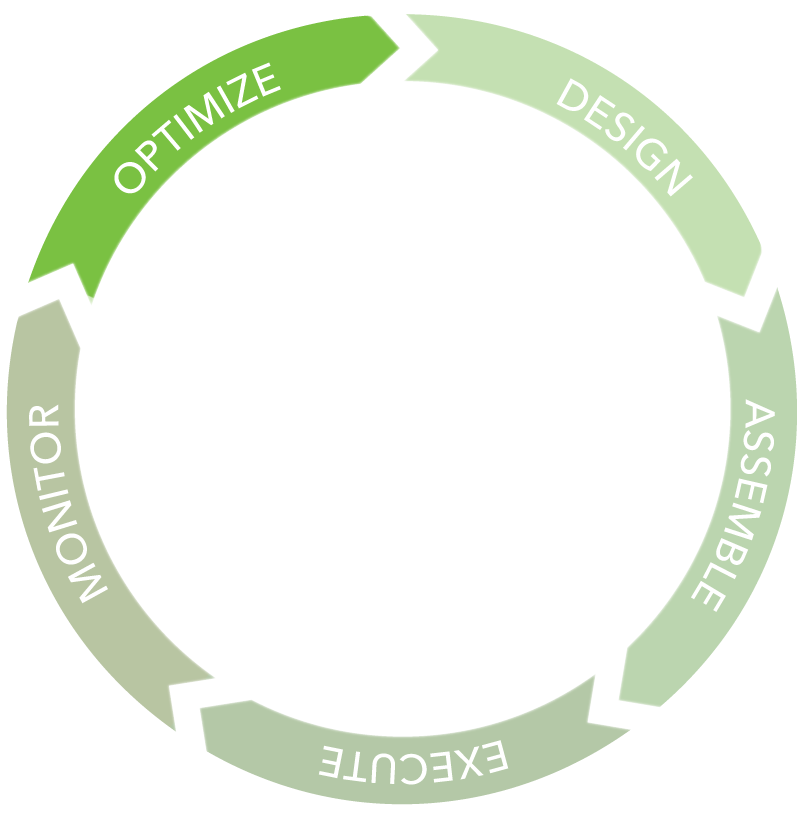 OPTIMIZE
DESIGN
ASSEMBLE
EXECUTE
MONITOR